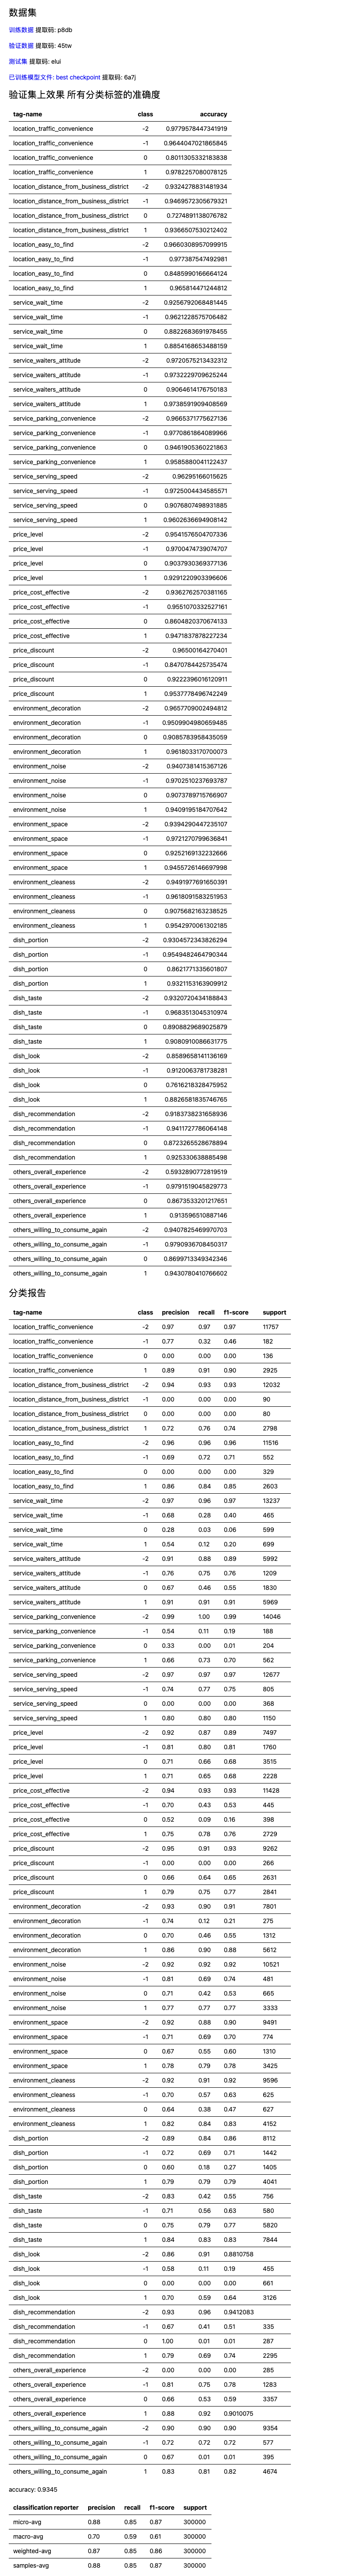 数据集
训练数据 提取码: p8db
验证数据 提取码: 45tw
测试集 提取码: elui
已训练模型文件: best checkpoint 提取码: 6a7j
验证集上效果 所有分类标签的准确度
tag-name class accuracy
location_traffic_convenience -2 0.9779578447341919
location_traffic_convenience -1 0.9644047021865845
location_traffic_convenience 0 0.8011305332183838
location_traffic_convenience 1 0.9782257080078125
location_distance_from_business_district -2 0.9324278831481934
location_distance_from_business_district -1 0.9469572305679321
location_distance_from_business_district 0 0.7274891138076782
location_distance_from_business_district 1 0.9366507530212402
location_easy_to_find -2 0.9660308957099915
location_easy_to_find -1 0.977387547492981
location_easy_to_find 0 0.8485990166664124
location_easy_to_find 1 0.965814471244812
service_wait_time -2 0.9256792068481445
service_wait_time -1 0.9621228575706482
service_wait_time 0 0.8822683691978455
service_wait_time 1 0.8854168653488159
service_waiters_attitude -2 0.9720575213432312
service_waiters_attitude -1 0.9732229709625244
service_waiters_attitude 0 0.9064614176750183
service_waiters_attitude 1 0.9738591909408569
service_parking_convenience -2 0.9665371775627136
service_parking_convenience -1 0.9770861864089966
service_parking_convenience 0 0.9461905360221863
service_parking_convenience 1 0.9585880041122437
service_serving_speed -2 0.96295166015625
service_serving_speed -1 0.9725004434585571
service_serving_speed 0 0.9076807498931885
service_serving_speed 1 0.9602636694908142
price_level -2 0.9541576504707336
price_level -1 0.9700474739074707
price_level 0 0.9037930369377136
price_level 1 0.9291220903396606
price_cost_effective -2 0.9362762570381165
price_cost_effective -1 0.9551070332527161
price_cost_effective 0 0.8604820370674133
price_cost_effective 1 0.9471837878227234
price_discount -2 0.96500164270401
price_discount -1 0.8470784425735474
price_discount 0 0.9222396016120911
price_discount 1 0.9537778496742249
environment_decoration -2 0.9657709002494812
environment_decoration -1 0.9509904980659485
environment_decoration 0 0.9085783958435059
environment_decoration 1 0.9618033170700073
environment_noise -2 0.9407381415367126
environment_noise -1 0.9702510237693787
environment_noise 0 0.9073789715766907
environment_noise 1 0.9409195184707642
environment_space -2 0.9394290447235107
environment_space -1 0.9721270799636841
environment_space 0 0.9252169132232666
environment_space 1 0.9455726146697998
environment_cleaness -2 0.9491977691650391
environment_cleaness -1 0.9618091583251953
environment_cleaness 0 0.9075682163238525
environment_cleaness 1 0.9542970061302185
dish_portion -2 0.9304572343826294
dish_portion -1 0.9549482464790344
dish_portion 0 0.8621771335601807
dish_portion 1 0.9321153163909912
dish_taste -2 0.9320720434188843
dish_taste -1 0.9683513045310974
dish_taste 0 0.8908829689025879
dish_taste 1 0.9080910086631775
dish_look -2 0.8589658141136169
dish_look -1 0.9120063781738281
dish_look 0 0.7616218328475952
dish_look 1 0.8826581835746765
dish_recommendation -2 0.9183738231658936
dish_recommendation -1 0.9411727786064148
dish_recommendation 0 0.8723265528678894
dish_recommendation 1 0.925330638885498
others_overall_experience -2 0.5932890772819519
others_overall_experience -1 0.9791519045829773
others_overall_experience 0 0.8673533201217651
others_overall_experience 1 0.913596510887146
others_willing_to_consume_again -2 0.9407825469970703
others_willing_to_consume_again -1 0.9790936708450317
others_willing_to_consume_again 0 0.8699713349342346
others_willing_to_consume_again 1 0.9430780410766602
分类报告
tag-name class precision recall f1-score support
location_traffic_convenience -2 0.97 0.97 0.97 11757
location_traffic_convenience -1 0.77 0.32 0.46 182
location_traffic_convenience 0 0.00 0.00 0.00 136
location_traffic_convenience 1 0.89 0.91 0.90 2925
location_distance_from_business_district -2 0.94 0.93 0.93 12032
location_distance_from_business_district -1 0.00 0.00 0.00 90
location_distance_from_business_district 0 0.00 0.00 0.00 80
location_distance_from_business_district 1 0.72 0.76 0.74 2798
location_easy_to_find -2 0.96 0.96 0.96 11516
location_easy_to_find -1 0.69 0.72 0.71 552
location_easy_to_find 0 0.00 0.00 0.00 329
location_easy_to_find 1 0.86 0.84 0.85 2603
service_wait_time -2 0.97 0.96 0.97 13237
service_wait_time -1 0.68 0.28 0.40 465
service_wait_time 0 0.28 0.03 0.06 599
service_wait_time 1 0.54 0.12 0.20 699
service_waiters_attitude -2 0.91 0.88 0.89 5992
service_waiters_attitude -1 0.76 0.75 0.76 1209
service_waiters_attitude 0 0.67 0.46 0.55 1830
service_waiters_attitude 1 0.91 0.91 0.91 5969
service_parking_convenience -2 0.99 1.00 0.99 14046
service_parking_convenience -1 0.54 0.11 0.19 188
service_parking_convenience 0 0.33 0.00 0.01 204
service_parking_convenience 1 0.66 0.73 0.70 562
service_serving_speed -2 0.97 0.97 0.97 12677
service_serving_speed -1 0.74 0.77 0.75 805
service_serving_speed 0 0.00 0.00 0.00 368
service_serving_speed 1 0.80 0.80 0.80 1150
price_level -2 0.92 0.87 0.89 7497
price_level -1 0.81 0.80 0.81 1760
price_level 0 0.71 0.66 0.68 3515
price_level 1 0.71 0.65 0.68 2228
price_cost_effective -2 0.94 0.93 0.93 11428
price_cost_effective -1 0.70 0.43 0.53 445
price_cost_effective 0 0.52 0.09 0.16 398
price_cost_effective 1 0.75 0.78 0.76 2729
price_discount -2 0.95 0.91 0.93 9262
price_discount -1 0.00 0.00 0.00 266
price_discount 0 0.66 0.64 0.65 2631
price_discount 1 0.79 0.75 0.77 2841
environment_decoration -2 0.93 0.90 0.91 7801
environment_decoration -1 0.74 0.12 0.21 275
environment_decoration 0 0.70 0.46 0.55 1312
environment_decoration 1 0.86 0.90 0.88 5612
environment_noise -2 0.92 0.92 0.92 10521
environment_noise -1 0.81 0.69 0.74 481
environment_noise 0 0.71 0.42 0.53 665
environment_noise 1 0.77 0.77 0.77 3333
environment_space -2 0.92 0.88 0.90 9491
environment_space -1 0.71 0.69 0.70 774
environment_space 0 0.67 0.55 0.60 1310
environment_space 1 0.78 0.79 0.78 3425
environment_cleaness -2 0.92 0.91 0.92 9596
environment_cleaness -1 0.70 0.57 0.63 625
environment_cleaness 0 0.64 0.38 0.47 627
environment_cleaness 1 0.82 0.84 0.83 4152
dish_portion -2 0.89 0.84 0.86 8112
dish_portion -1 0.72 0.69 0.71 1442
dish_portion 0 0.60 0.18 0.27 1405
dish_portion 1 0.79 0.79 0.79 4041
dish_taste -2 0.83 0.42 0.55 756
dish_taste -1 0.71 0.56 0.63 580
dish_taste 0 0.75 0.79 0.77 5820
dish_taste 1 0.84 0.83 0.83 7844
dish_look -2 0.86 0.91 0.8810758
dish_look -1 0.58 0.11 0.19 455
dish_look 0 0.00 0.00 0.00 661
dish_look 1 0.70 0.59 0.64 3126
dish_recommendation -2 0.93 0.96 0.9412083
dish_recommendation -1 0.67 0.41 0.51 335
dish_recommendation 0 1.00 0.01 0.01 287
dish_recommendation 1 0.79 0.69 0.74 2295
others_overall_experience -2 0.00 0.00 0.00 285
others_overall_experience -1 0.81 0.75 0.78 1283
others_overall_experience 0 0.66 0.53 0.59 3357
others_overall_experience 1 0.88 0.92 0.9010075
others_willing_to_consume_again -2 0.90 0.90 0.90 9354
others_willing_to_consume_again -1 0.72 0.72 0.72 577
others_willing_to_consume_again 0 0.67 0.01 0.01 395
others_willing_to_consume_again 1 0.83 0.81 0.82 4674
accuracy: 0.9345
classification reporter precision recall f1-score support
micro-avg 0.88 0.85 0.87 300000
macro-avg 0.70 0.59 0.61 300000
weighted-avg 0.87 0.85 0.86 300000
samples-avg 0.88 0.85 0.87 300000